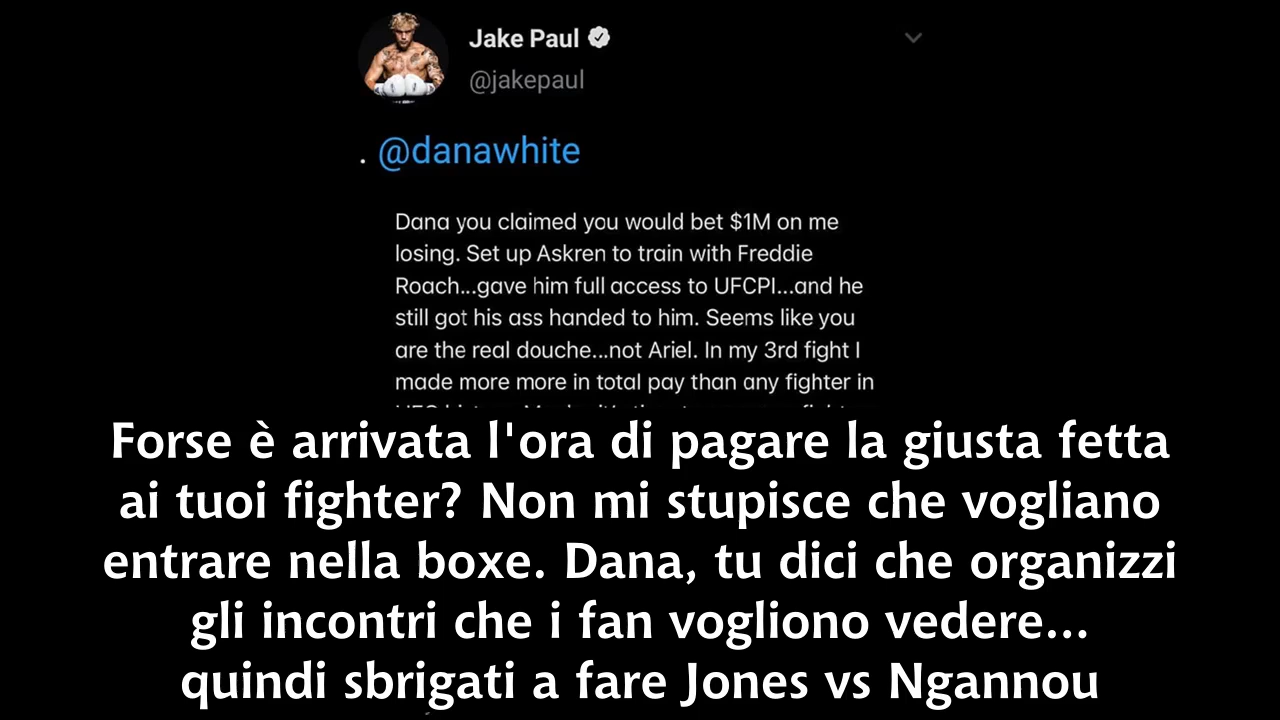 Jake Paul
@jakepaul
. @danawhite
Dana you claimed you would bet $1M on me
losing. Set up Askren to train with Freddie
Roach...gave him full access to UFCPI...and he
still got his ass handed to him. Seems like you
are the real douche...not Ariel. In my 3rd fight I
made more more in total pay than any fighter in
Forse è arrivata l'ora di pagare la giusta fetta
ai tuoi fighter? Non mi stupisce che vogliano
entrare nella boxe. Dana, tu dici che organizzi
gli incontri che i fan vogliono vedere...
quindi sbrigati a fare Jones vs Ngannou